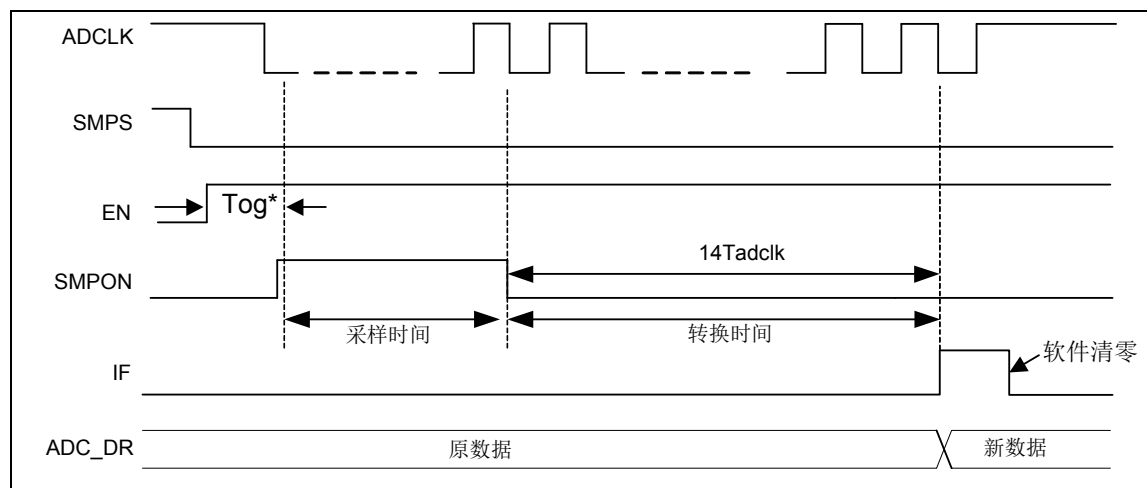 ADCLK
SMPS
EN
Tog*
SMPON
14Tadclk
采样时间
转换时间
IF
软件清零
ADC_DR
原数据
新数据